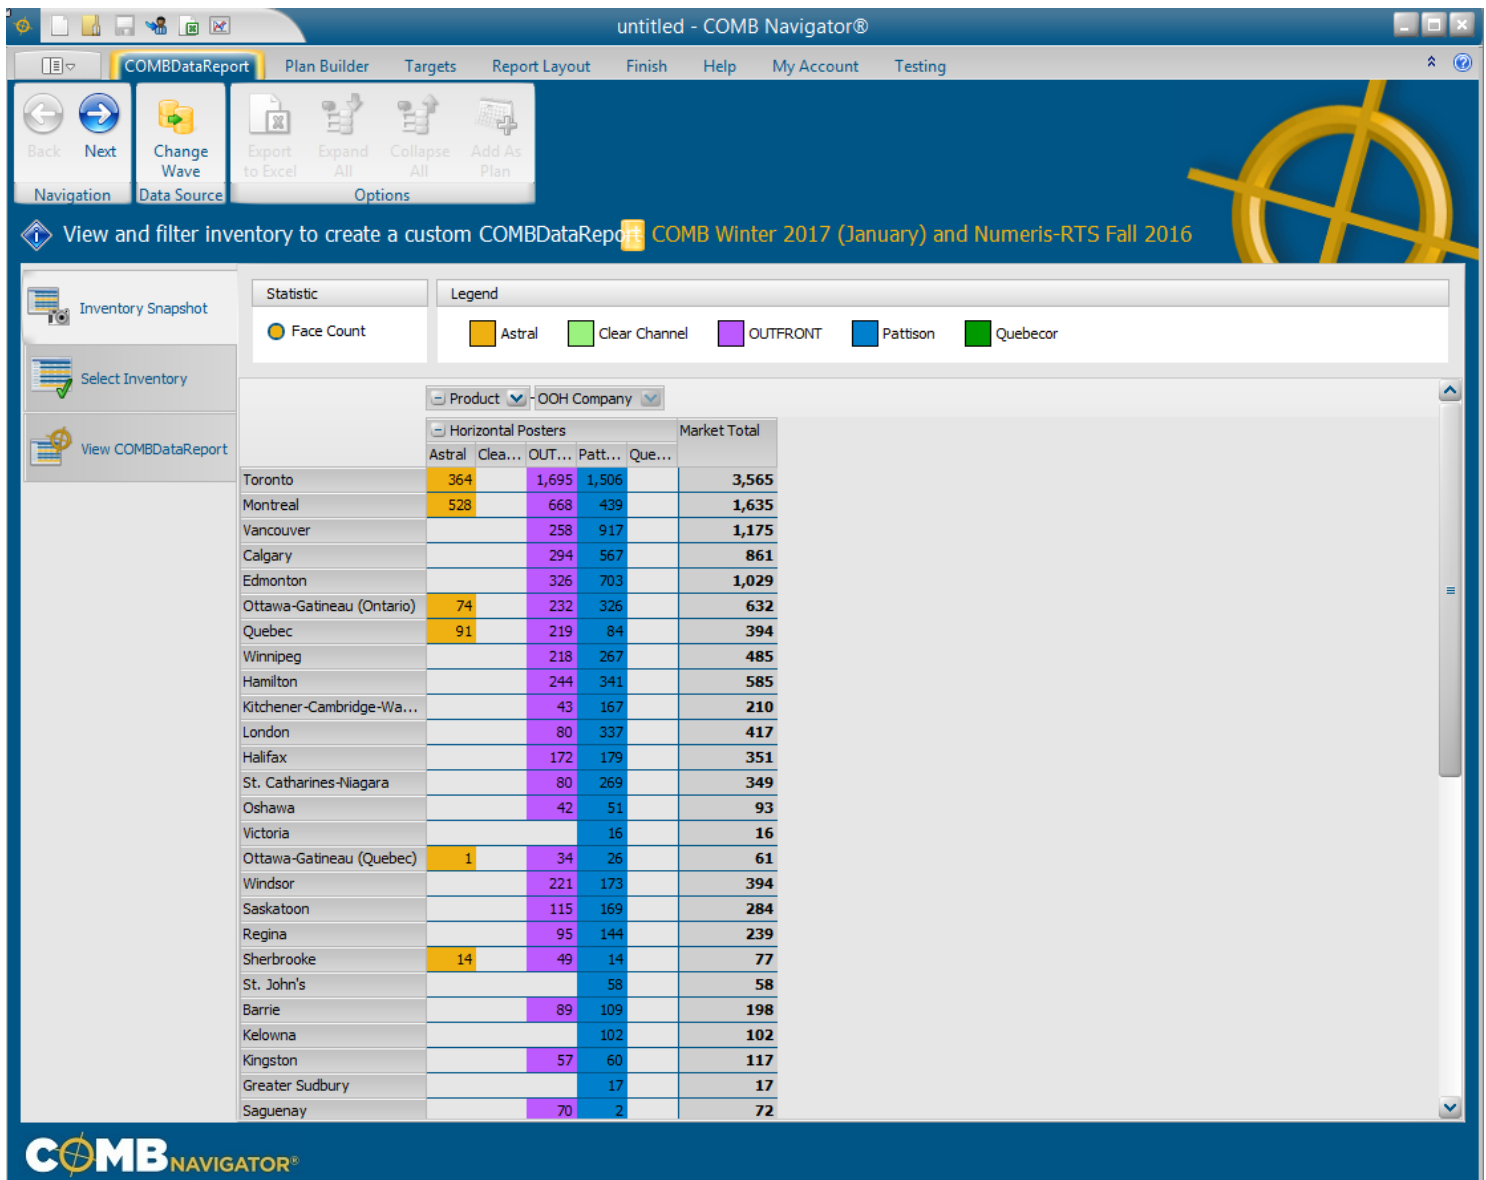 untitled - COMB Navigator®
COMBDataReport Plan Builder Targets Report Layout Finish Help My Account Testing
Back Next Change Wave Export to Excel Expand All Collapse All Add As Plan
Navigation Data Source Options
View and filter inventory to create a custom COMBDataReport COMB Winter 2017 (January) and Numeris-RTS Fall 2016
Inventory Snapshot
Select Inventory
View COMBDataReport
Statistic Legend
Face Count Astral Clear Channel OUTFRONT Pattison Quebecor
Product - OOH Company
Horizontal Posters Market Total
Astral Clea... OUT... Patt... Que...
Toronto 364 1,695 1,506 3,565
Montreal 528 668 439 1,635
Vancouver 258 917 1,175
Calgary 294 567 861
Edmonton 326 703 1,029
Ottawa-Gatineau (Ontario) 74 232 326 632
Quebec 91 219 84 394
Winnipeg 218 267 485
Hamilton 244 341 585
Kitchener-Cambridge-Wa... 43 167 210
London 80 337 417
Halifax 172 179 351
St. Catharines-Niagara 80 269 349
Oshawa 42 51 93
Victoria 16 16
Ottawa-Gatineau (Quebec) 1 34 26 61
Windsor 221 173 394
Saskatoon 115 169 284
Regina 95 144 239
Sherbrooke 14 49 14 77
St. John's 58 58
Barrie 89 109 198
Kelowna 102 102
Kingston 57 60 117
Greater Sudbury 17 17
Saguenay 70 2 72
COMB NAVIGATOR®